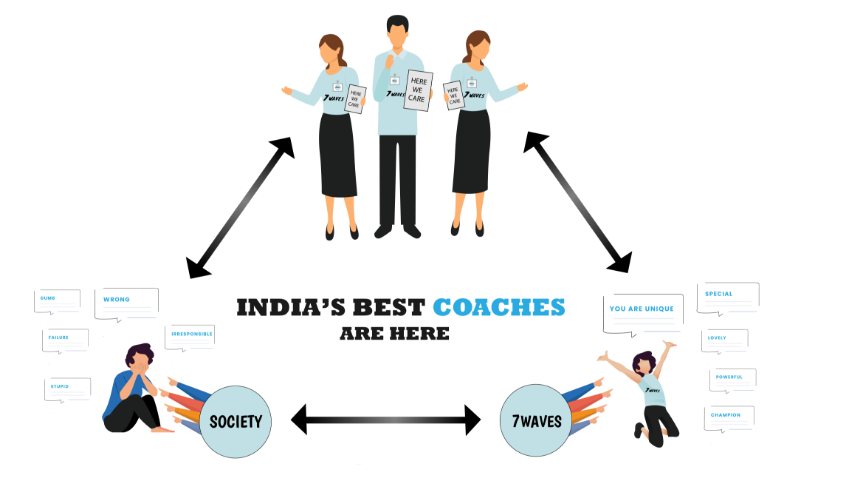 HERE
WE
CARE
7WAVES
HERE
WE
CARE
7WAVES
HERE
WE
CARE
7WAVES
DUMB
WRONG
FAILURE
IRRESPONSIBLE
STUPID
INDIA'S BEST COACHES
ARE HERE
YOU ARE UNIQUE
SPECIAL
LOVELY
POWERFUL
CHAMPION
7WAVES
SOCIETY
7WAVES